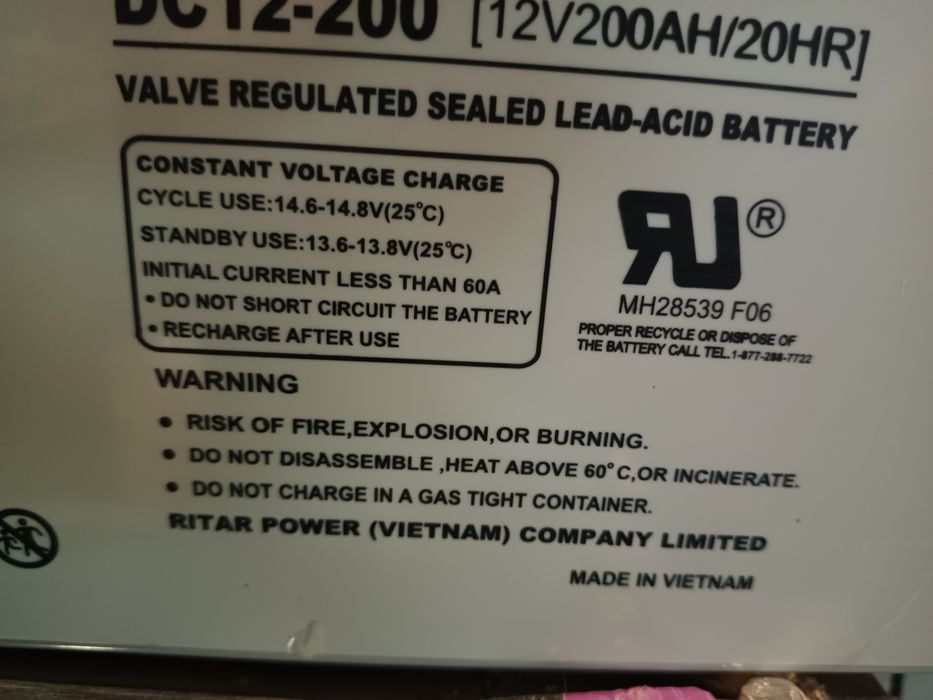 DC12-200 [12V200AH/20HR]
VALVE REGULATED SEALED LEAD-ACID BATTERY
CONSTANT VOLTAGE CHARGE
CYCLE USE:14.6-14.8V(25℃)
STANDBY USE:13.6-13.8V(25℃)
INITIAL CURRENT LESS THAN 60A
• DO NOT SHORT CIRCUIT THE BATTERY
• RECHARGE AFTER USE
RU ®
MH28539 F06
PROPER RECYCLE OR DISPOSE OF
THE BATTERY CALL TEL.1-877-288-7722
WARNING
• RISK OF FIRE,EXPLOSION,OR BURNING.
• DO NOT DISASSEMBLE ,HEAT ABOVE 60°C,OR INCINERATE.
• DO NOT CHARGE IN A GAS TIGHT CONTAINER.
RITAR POWER (VIETNAM) COMPANY LIMITED
MADE IN VIETNAM